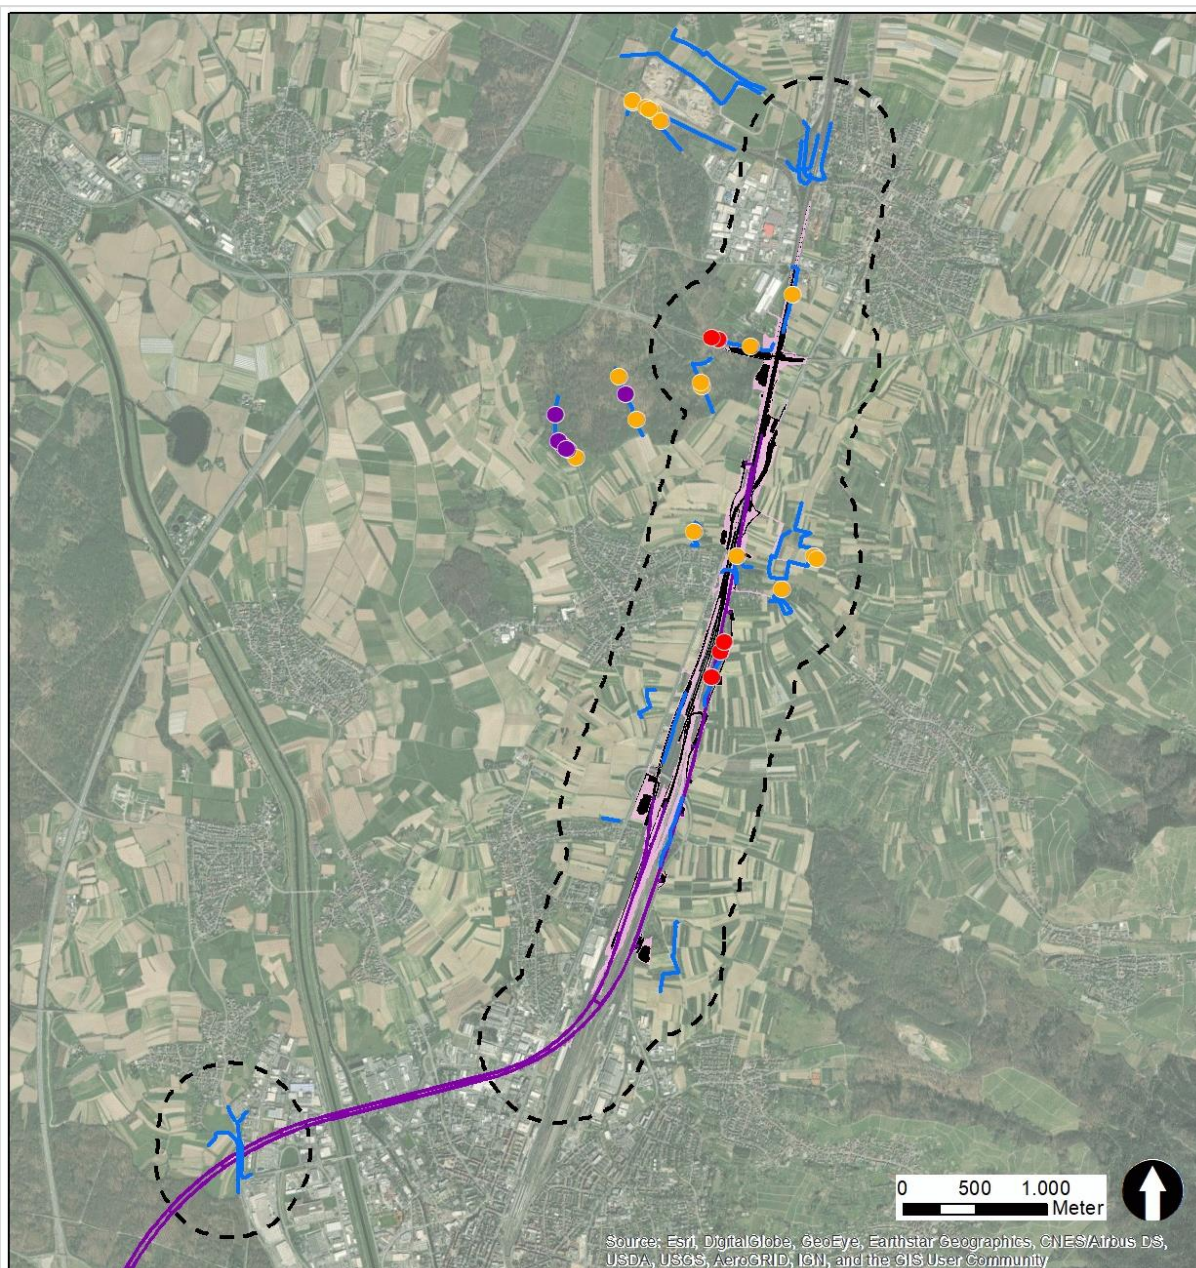 0 500 1.000
Meter
Source: Esri, DigitalGlobe, GeoEye, Earthstar Geographics, CNES/Airbus DS,
USDA, USGS, AeroGRID, IGN, and the GIS User Community